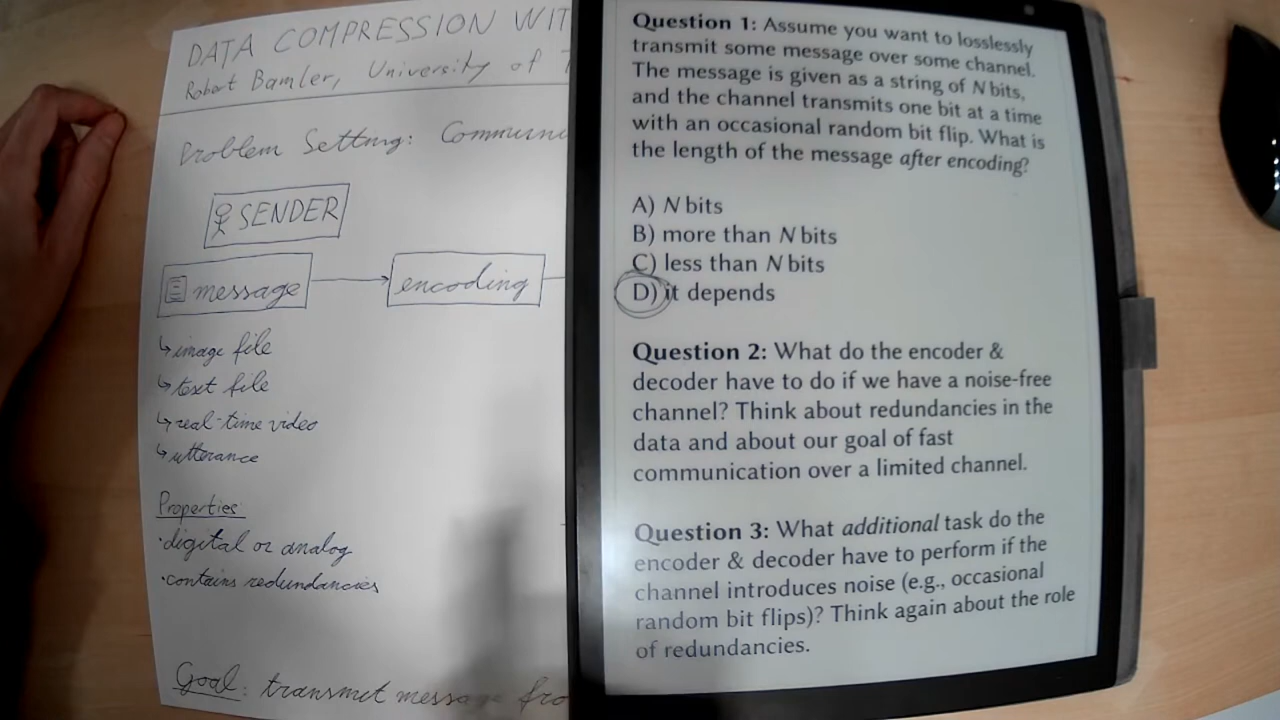 DATA COMPRESSION WIT
Robert Bamler, University of T
Problem Setting: Commun
SENDER
message
encoding
↳image file
↳text file
↳real-time video
↳utterance
Properties:
·digital or analog
·contains redundancies
Goal: transmit message fro
Question 1: Assume you want to losslessly
transmit some message over some channel.
The message is given as a string of N bits,
and the channel transmits one bit at a time
with an occasional random bit flip. What is
the length of the message after encoding?
A) N bits
B) more than N bits
C) less than N bits
D) it depends
Question 2: What do the encoder &
decoder have to do if we have a noise-free
channel? Think about redundancies in the
data and about our goal of fast
communication over a limited channel.
Question 3: What additional task do the
encoder & decoder have to perform if the
channel introduces noise (e.g., occasional
random bit flips)? Think again about the role
of redundancies.